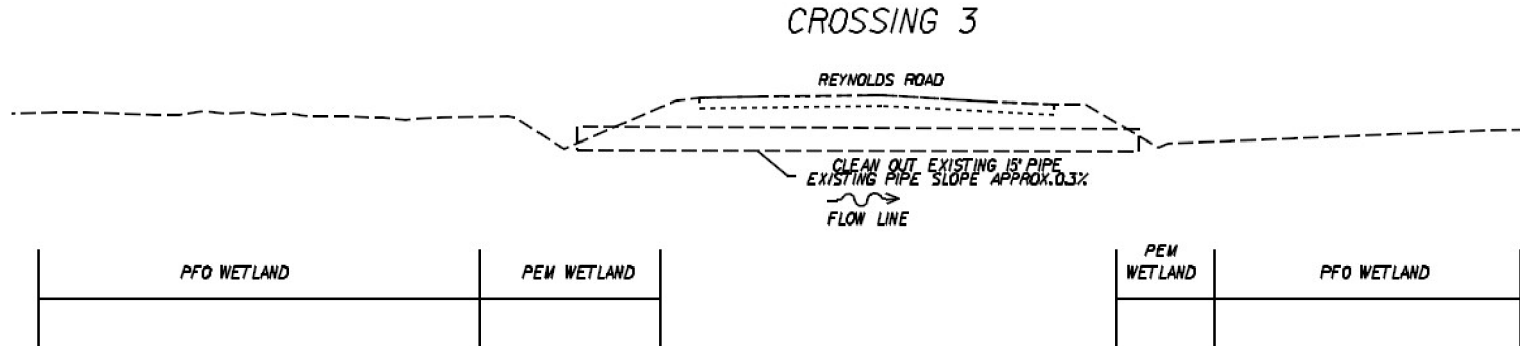 CROSSING 3
REYNOLDS ROAD
CLEAN OUT EXISTING 15" PIPE
EXISTING PIPE SLOPE APPROX. 0.3%
FLOW LINE
PFO WETLAND
PEM WETLAND
PEM
WETLAND
PFO WETLAND